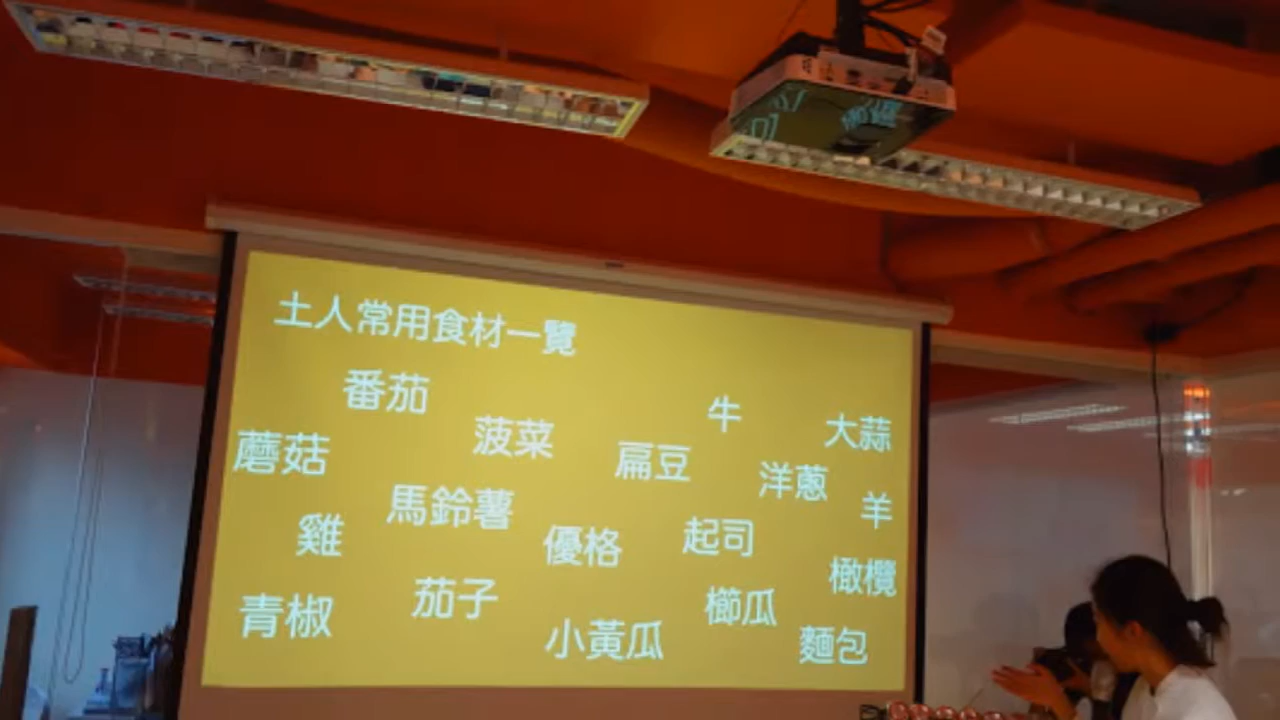 土人常用食材一覽
番茄
牛
大蒜
蘑菇
菠菜
扁豆
洋蔥
羊
雞
馬鈴薯
優格
起司
橄欖
青椒
茄子
小黃瓜
櫛瓜
麵包